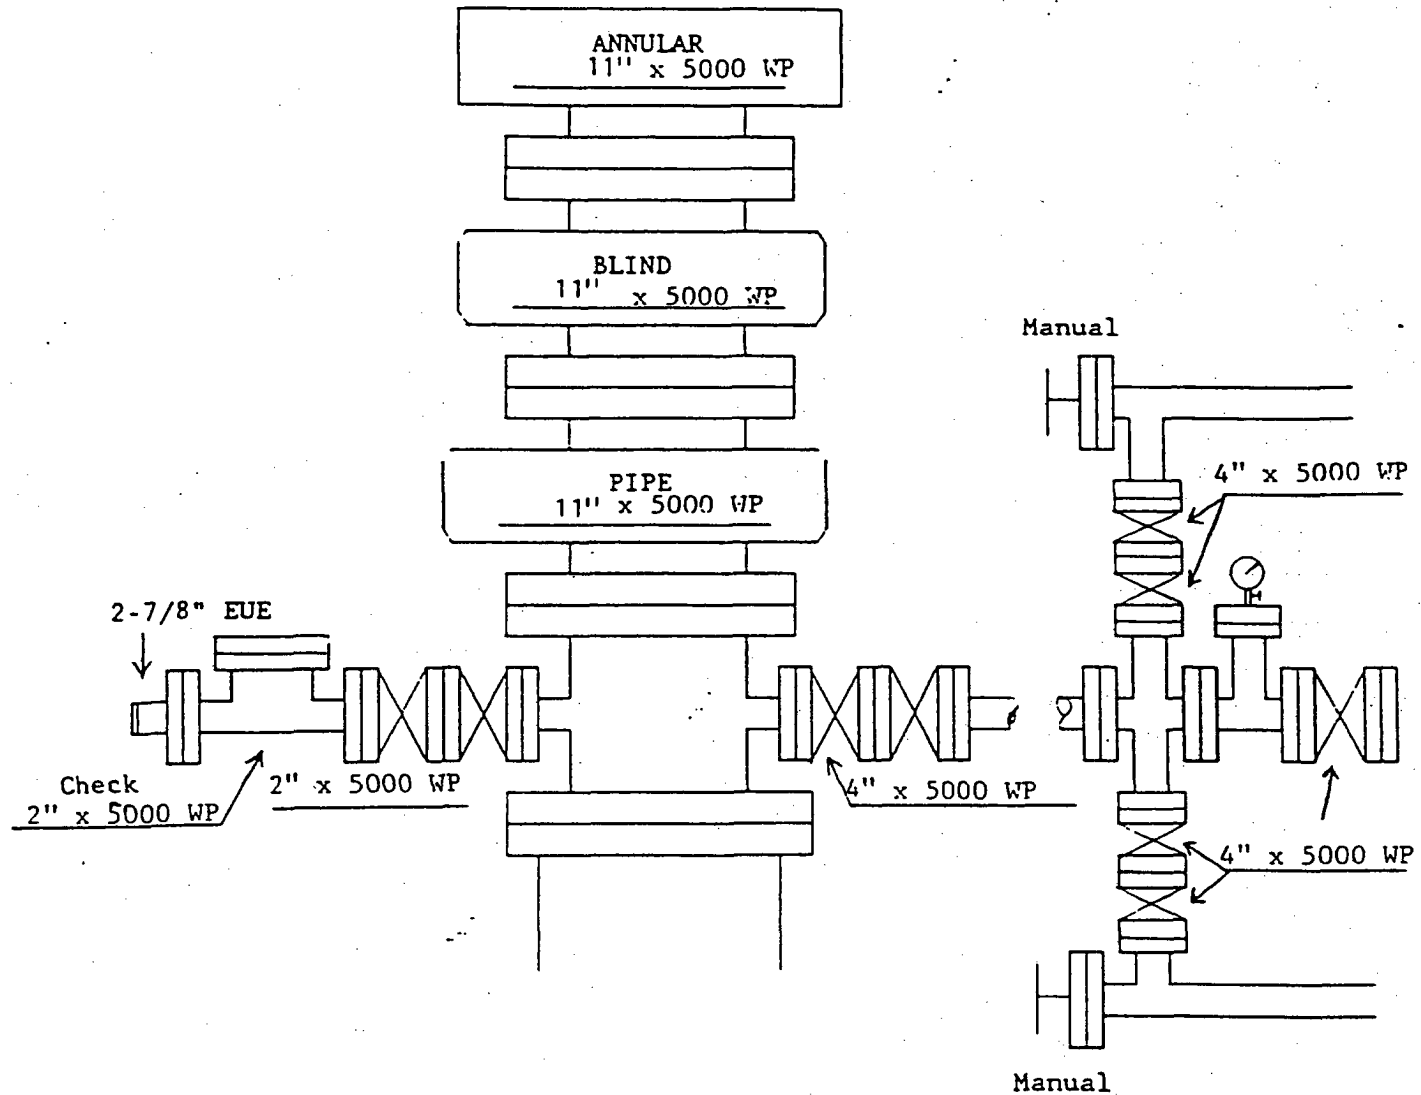 ANNULAR
11" x 5000 WP
BLIND
11" x 5000 WP
Manual
PIPE
11" x 5000 WP
4" x 5000 WP
2-7/8" EUE
Check
2" x 5000 WP
2" x 5000 WP
4" x 5000 WP
4" x 5000 WP
Manual